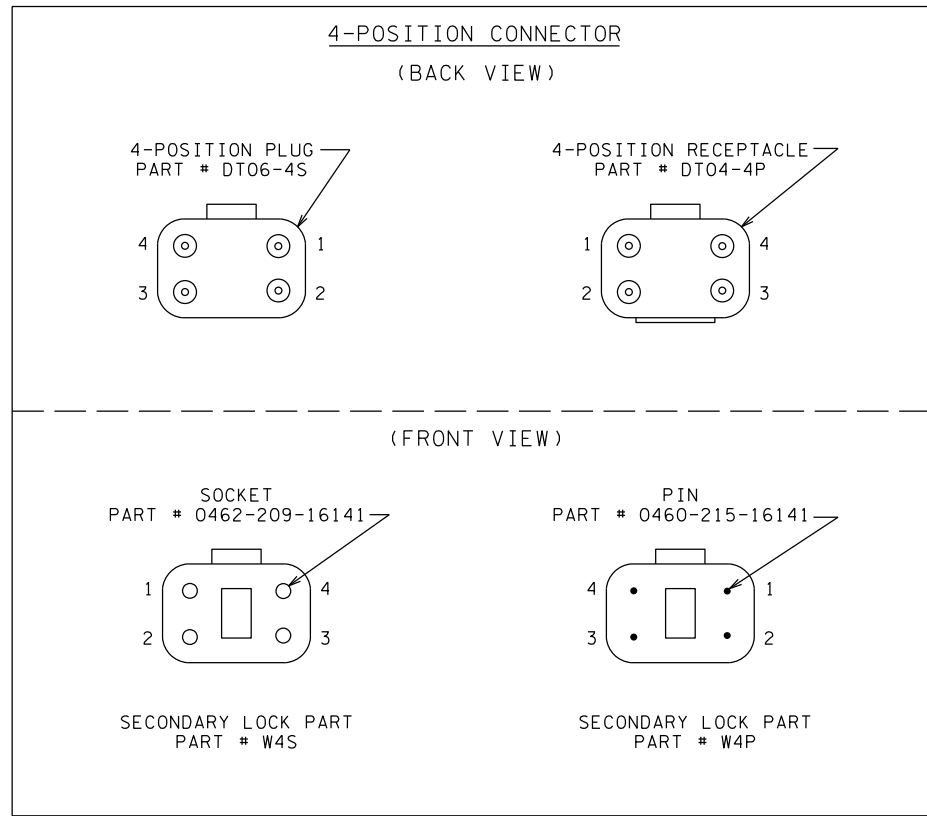 4-POSITION CONNECTOR
(BACK VIEW)
4-POSITION PLUG
PART # DT06-4S
4 1
3 2
4-POSITION RECEPTACLE
PART # DT04-4P
1 4
2 3
(FRONT VIEW)
SOCKET
PART # 0462-209-16141
1 4
2 3
SECONDARY LOCK PART
PART # W4S
PIN
PART # 0460-215-16141
4 1
3 2
SECONDARY LOCK PART
PART # W4P